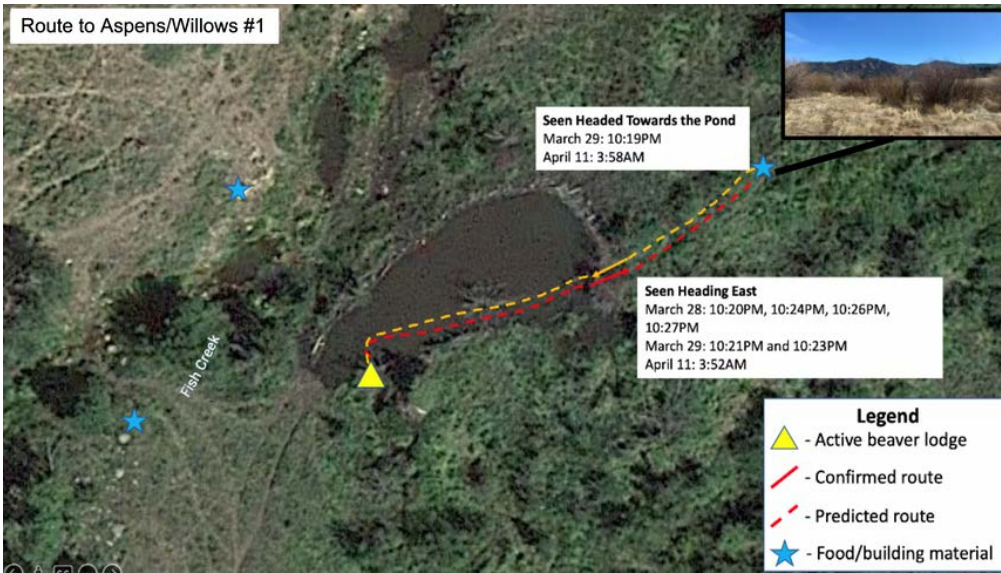 Route to Aspens/Willows #1
Seen Headed Towards the Pond
March 29: 10:19PM
April 11: 3:58AM
Seen Heading East
March 28: 10:20PM, 10:24PM, 10:26PM,
10:27PM
March 29: 10:21PM and 10:23PM
April 11: 3:52AM
Fish Creek
Legend
- Active beaver lodge
- Confirmed route
- Predicted route
- Food/building material